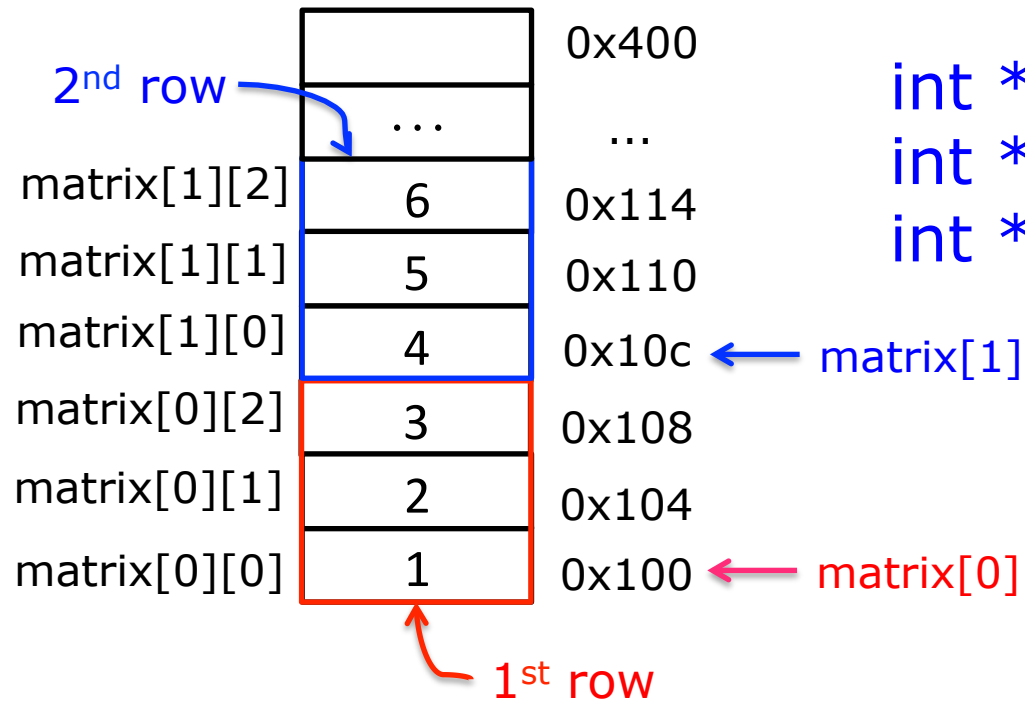 0x400
2nd row
int *
... ...
int *
matrix[1][2] 6 0x114
int *
matrix[1][1] 5 0x110
matrix[1][0] 4 0x10c matrix[1]
matrix[0][2] 3 0x108
matrix[0][1] 2 0x104
matrix[0][0] 1 0x100 matrix[0]
1st row